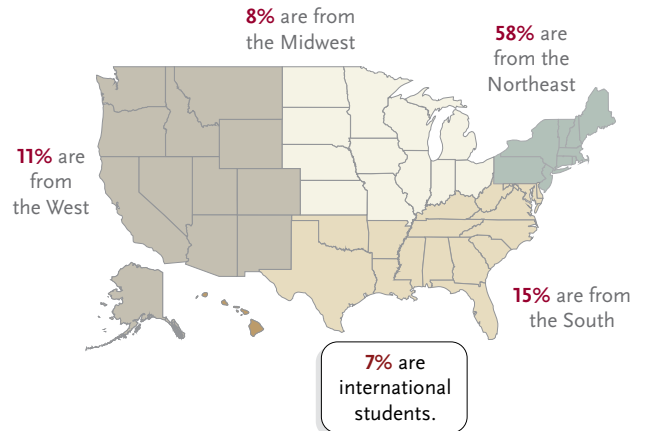 8% are from
the Midwest
58% are
from the
Northeast
11% are
from
the West
15% are from
the South
7% are
international
students.